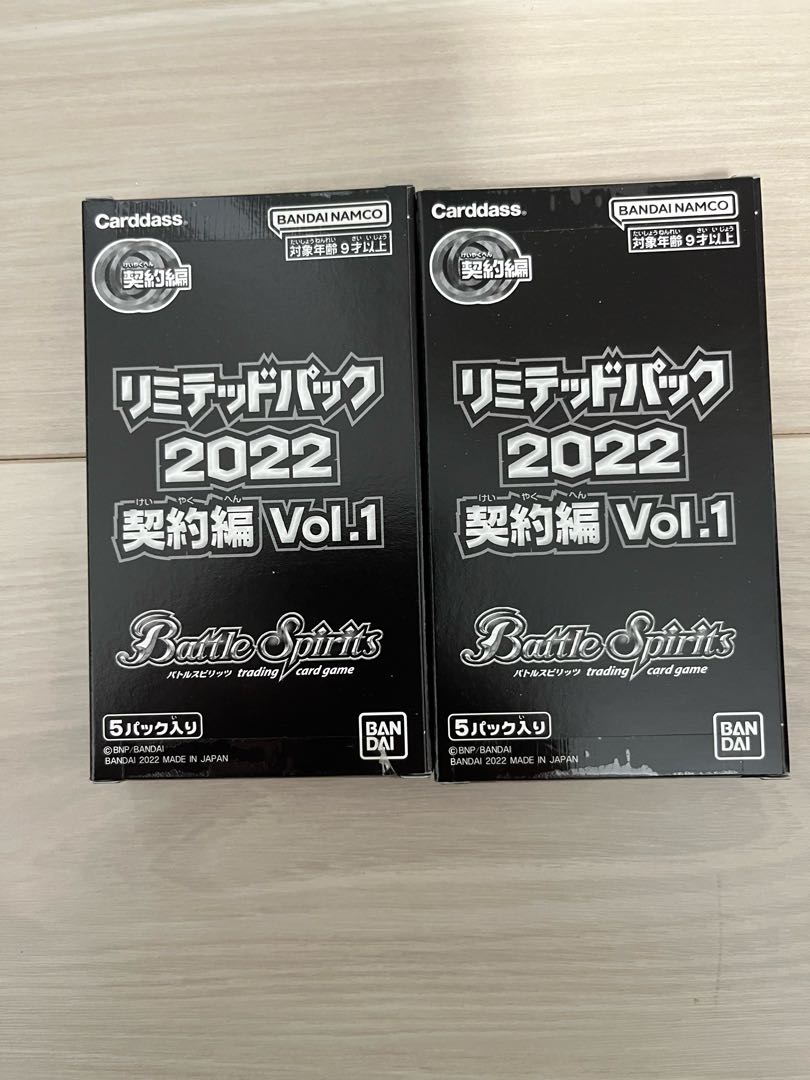 Carddass®
BANDAI NAMCO
たいしょうねんれい さい いじょう
対象年齢 9才以上
けいやくへん
契約編
リミテッドパック
2022
けい やく へん
契約編 Vol.1
Battle Spirits
バトルスピリッツ trading card game
い
5パック入り
BAN
DAI
©BNP/BANDAI
BANDAI 2022 MADE IN JAPAN
Carddass®
BANDAI NAMCO
たいしょうねんれい さい いじょう
対象年齢 9才以上
けいやくへん
契約編
リミテッドパック
2022
けい やく へん
契約編 Vol.1
Battle Spirits
バトルスピリッツ trading card game
い
5パック入り
BAN
DAI
©BNP/BANDAI
BANDAI 2022 MADE IN JAPAN